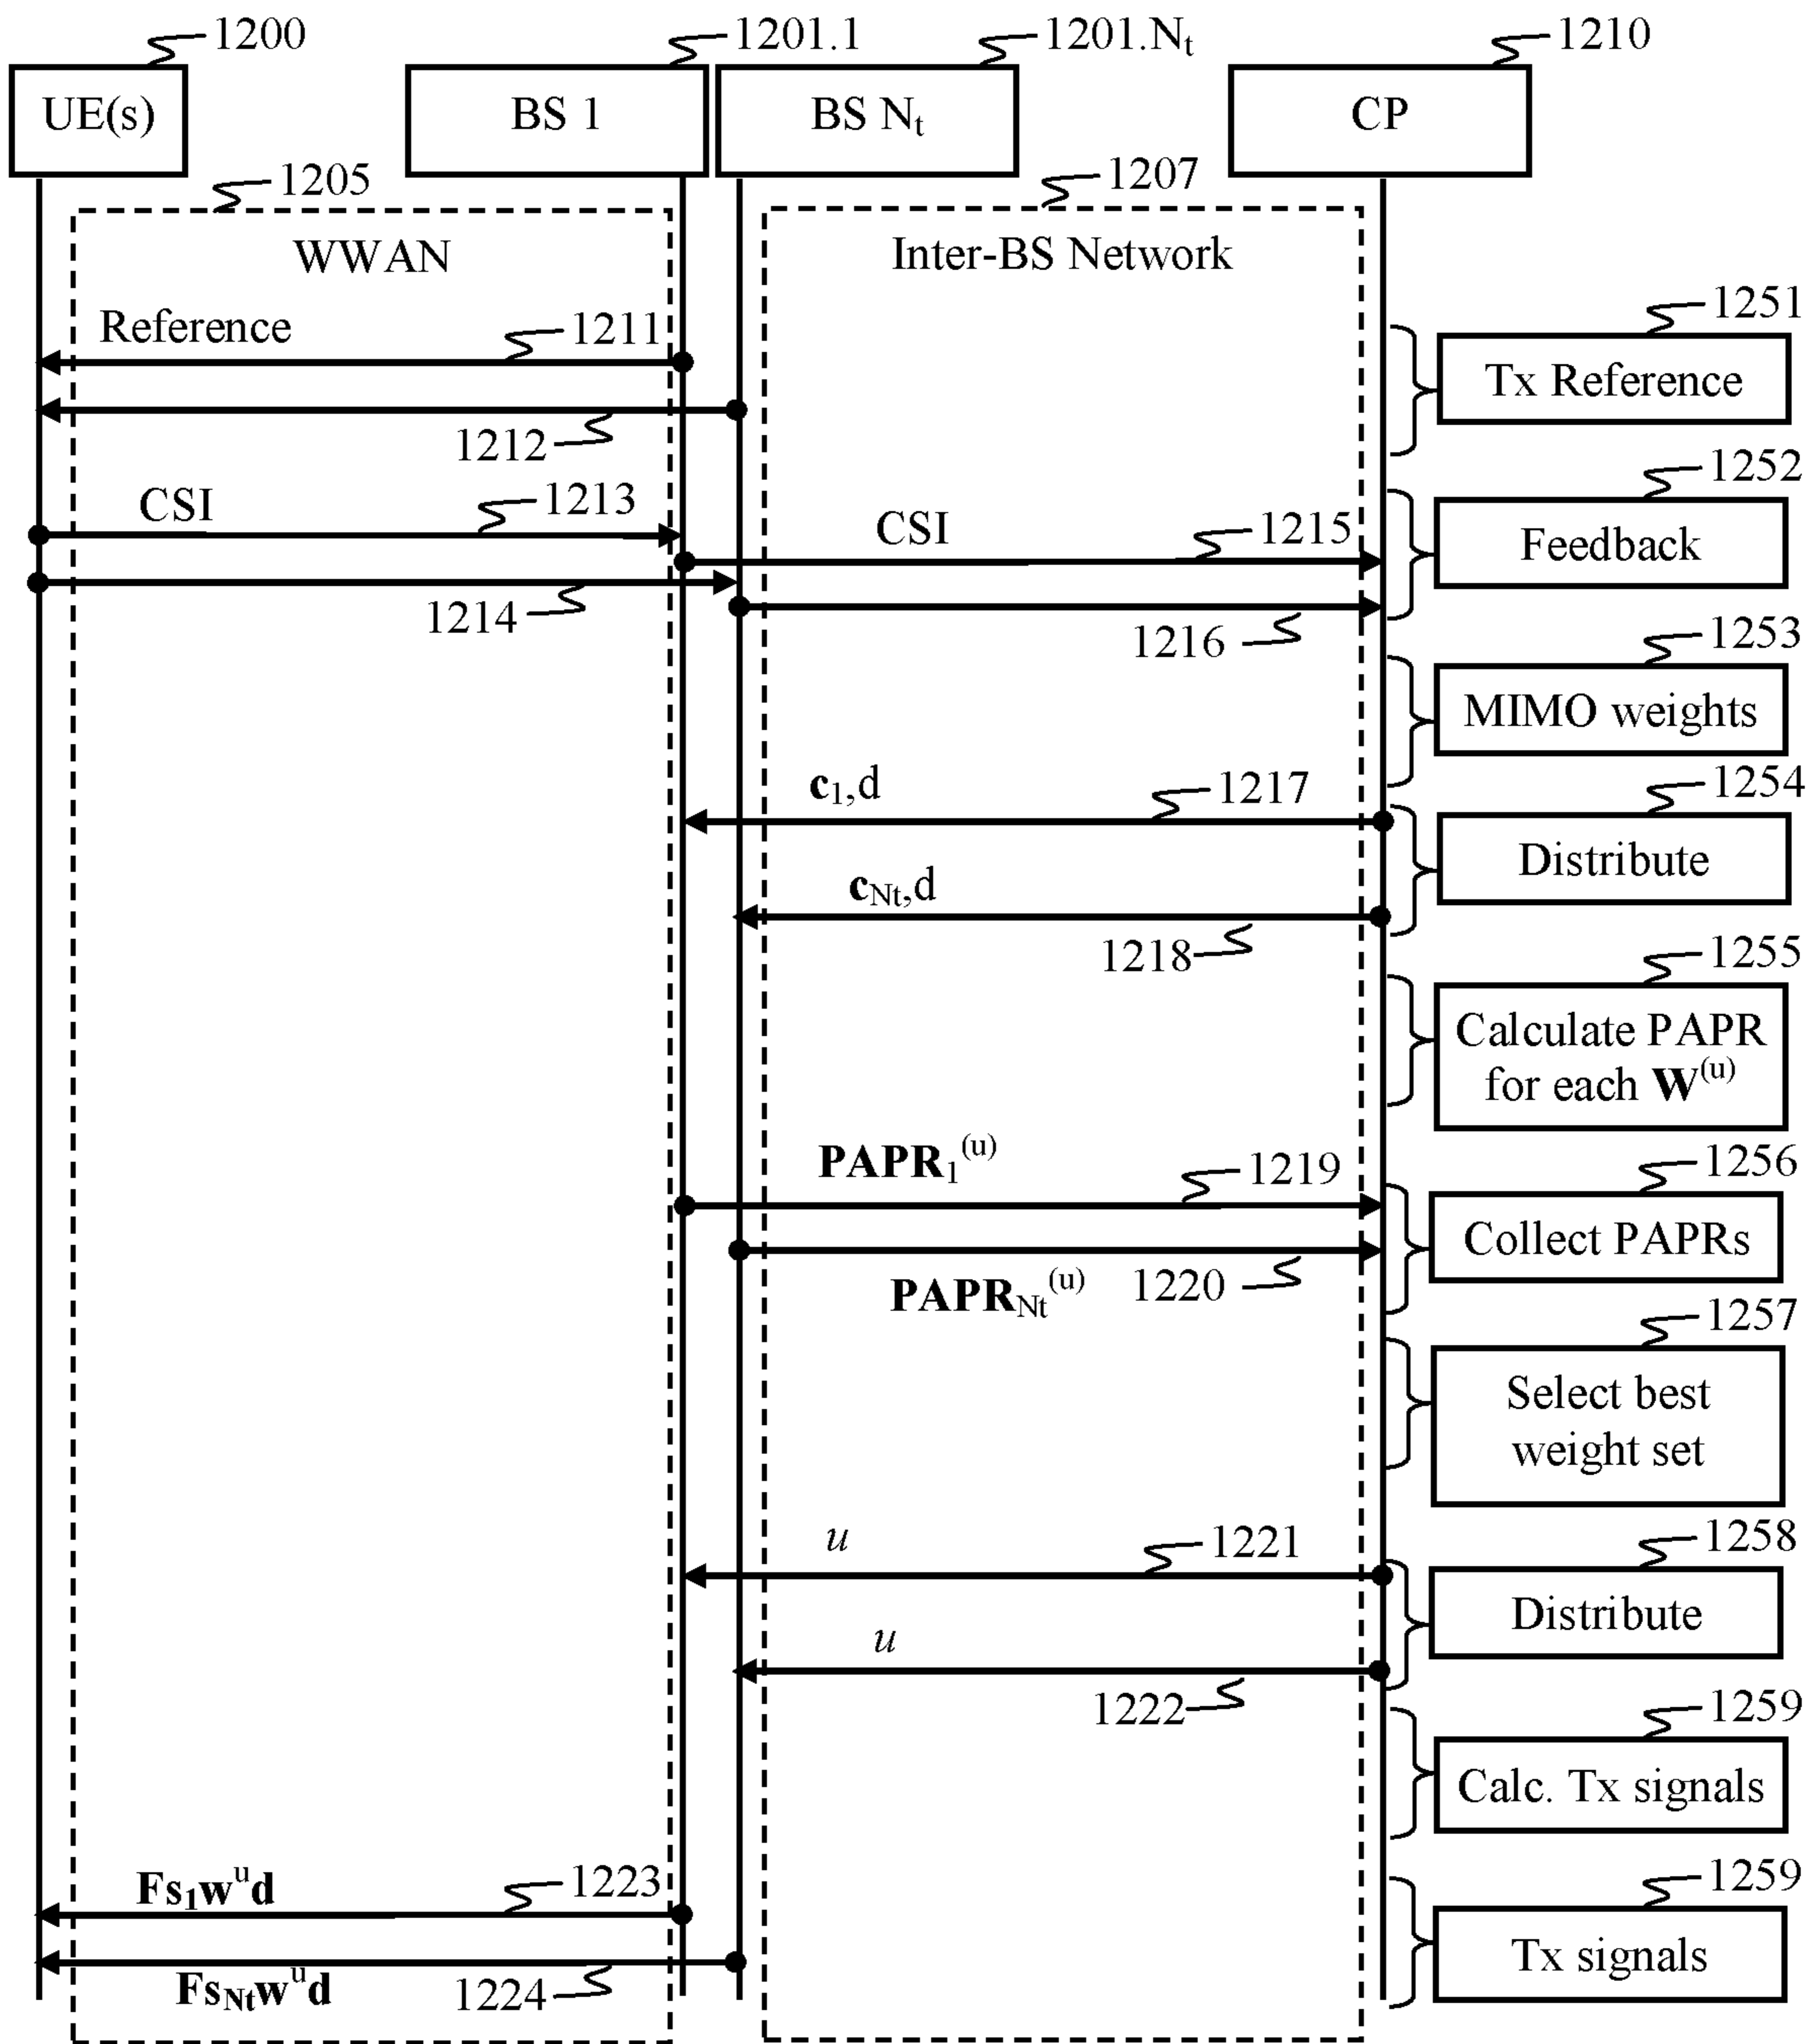 1200
1201.1
1201.Nt
1210
UE(s)
BS 1
BS Nt
CP
1205
1207
WWAN
Inter-BS Network
1251
Reference
1211
Tx Reference
1212
1252
CSI
1213
CSI
1215
Feedback
1214
1216
1253
MIMO weights
c1,d
1217
1254
Distribute
cNt,d
1218
1255
Calculate PAPR
for each W(u)
PAPR1(u)
1219
1256
Collect PAPRs
PAPRNt(u)
1220
1257
Select best
weight set
u
1221
1258
Distribute
u
1222
1259
Calc. Tx signals
Fs1wud
1223
1259
Tx signals
FsNtwud
1224